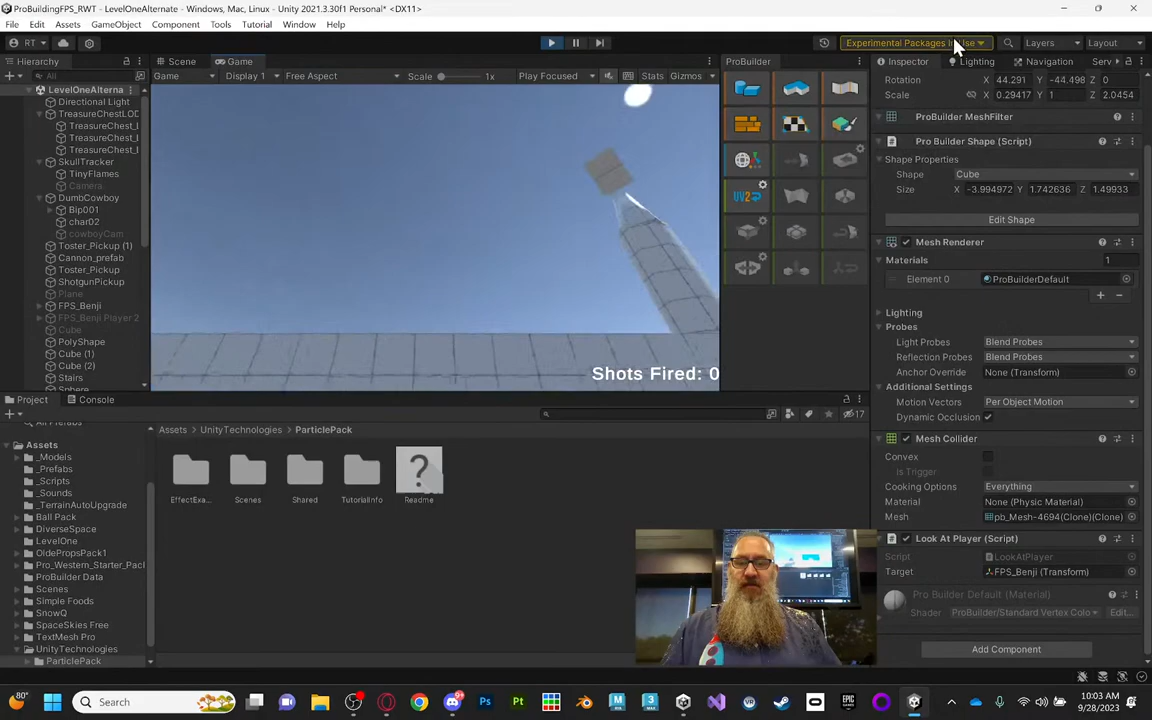 ProBuildingFPS_RWT - LevelOneAlternate - Windows, Mac, Linux - Unity 2021.3.30f1 Personal* <DX11>
File Edit Assets GameObject Component Services Tools Tutorial Window Help
RT
Experimental Packages In Use
Layers
Layout
Hierarchy
Scene
Game
ProBuilder
Inspector
Lighting
Navigation
Serv
All
Game
Display 1
Free Aspect
Scale
1x
Play Focused
Stats
Gizmos
Rotation X 44.291 Y -44.498 Z 0
Scale X 0.29417 Y 1 Z 2.0454
LevelOneAlterna
Directional Light
TreasureChestLOD
TreasureChest_L
TreasureChest_L
TreasureChest_L
SkullTracker
TinyFlames
Camera
DumbCowboy
Bip001
char02
cowboyCam
Toster_Pickup (1)
Cannon_prefab
Toster_Pickup
ShotgunPickup
Plane
FPS_Benji
FPS_Benji Player 2
Cube
PolyShape
Cube (1)
Cube (2)
Stairs
Sphere
Shots Fired: 0
UV2
ProBuilder MeshFilter
Pro Builder Shape (Script)
Shape Properties
Shape Cube
Size X -3.994972 Y 1.742636 Z 1.49933
Edit Shape
Mesh Renderer
Materials 1
Element 0 ProBuilderDefault
Lighting
Probes
Light Probes Blend Probes
Reflection Probes Blend Probes
Anchor Override None (Transform)
Additional Settings
Motion Vectors Per Object Motion
Dynamic Occlusion
Mesh Collider
Convex
Is Trigger
Cooking Options Everything
Material None (Physic Material)
Mesh pb_Mesh-4694(Clone)(Clone)
Look At Player (Script)
Script LookAtPlayer
Target FPS_Benji (Transform)
Pro Builder Default (Material)
Shader ProBuilder/Standard Vertex Colo Edit...
Add Component
Project
Console
17
Assets
UnityTechnologies
ParticlePack
All Prefabs
Assets
_Models
_Prefabs
_Scripts
_Sounds
_TerrainAutoUpgrade
Ball Pack
DiverseSpace
LevelOne
OldePropsPack1
Pro_Western_Starter_Pack
ProBuilder Data
Scenes
Simple Foods
SnowQ
SpaceSkies Free
TextMesh Pro
UnityTechnologies
ParticlePack
EffectExa...
Scenes
Shared
TutorialInfo
Readme
80°
Search
Ps
Pt
EPIC
10:03 AM
9/28/2023